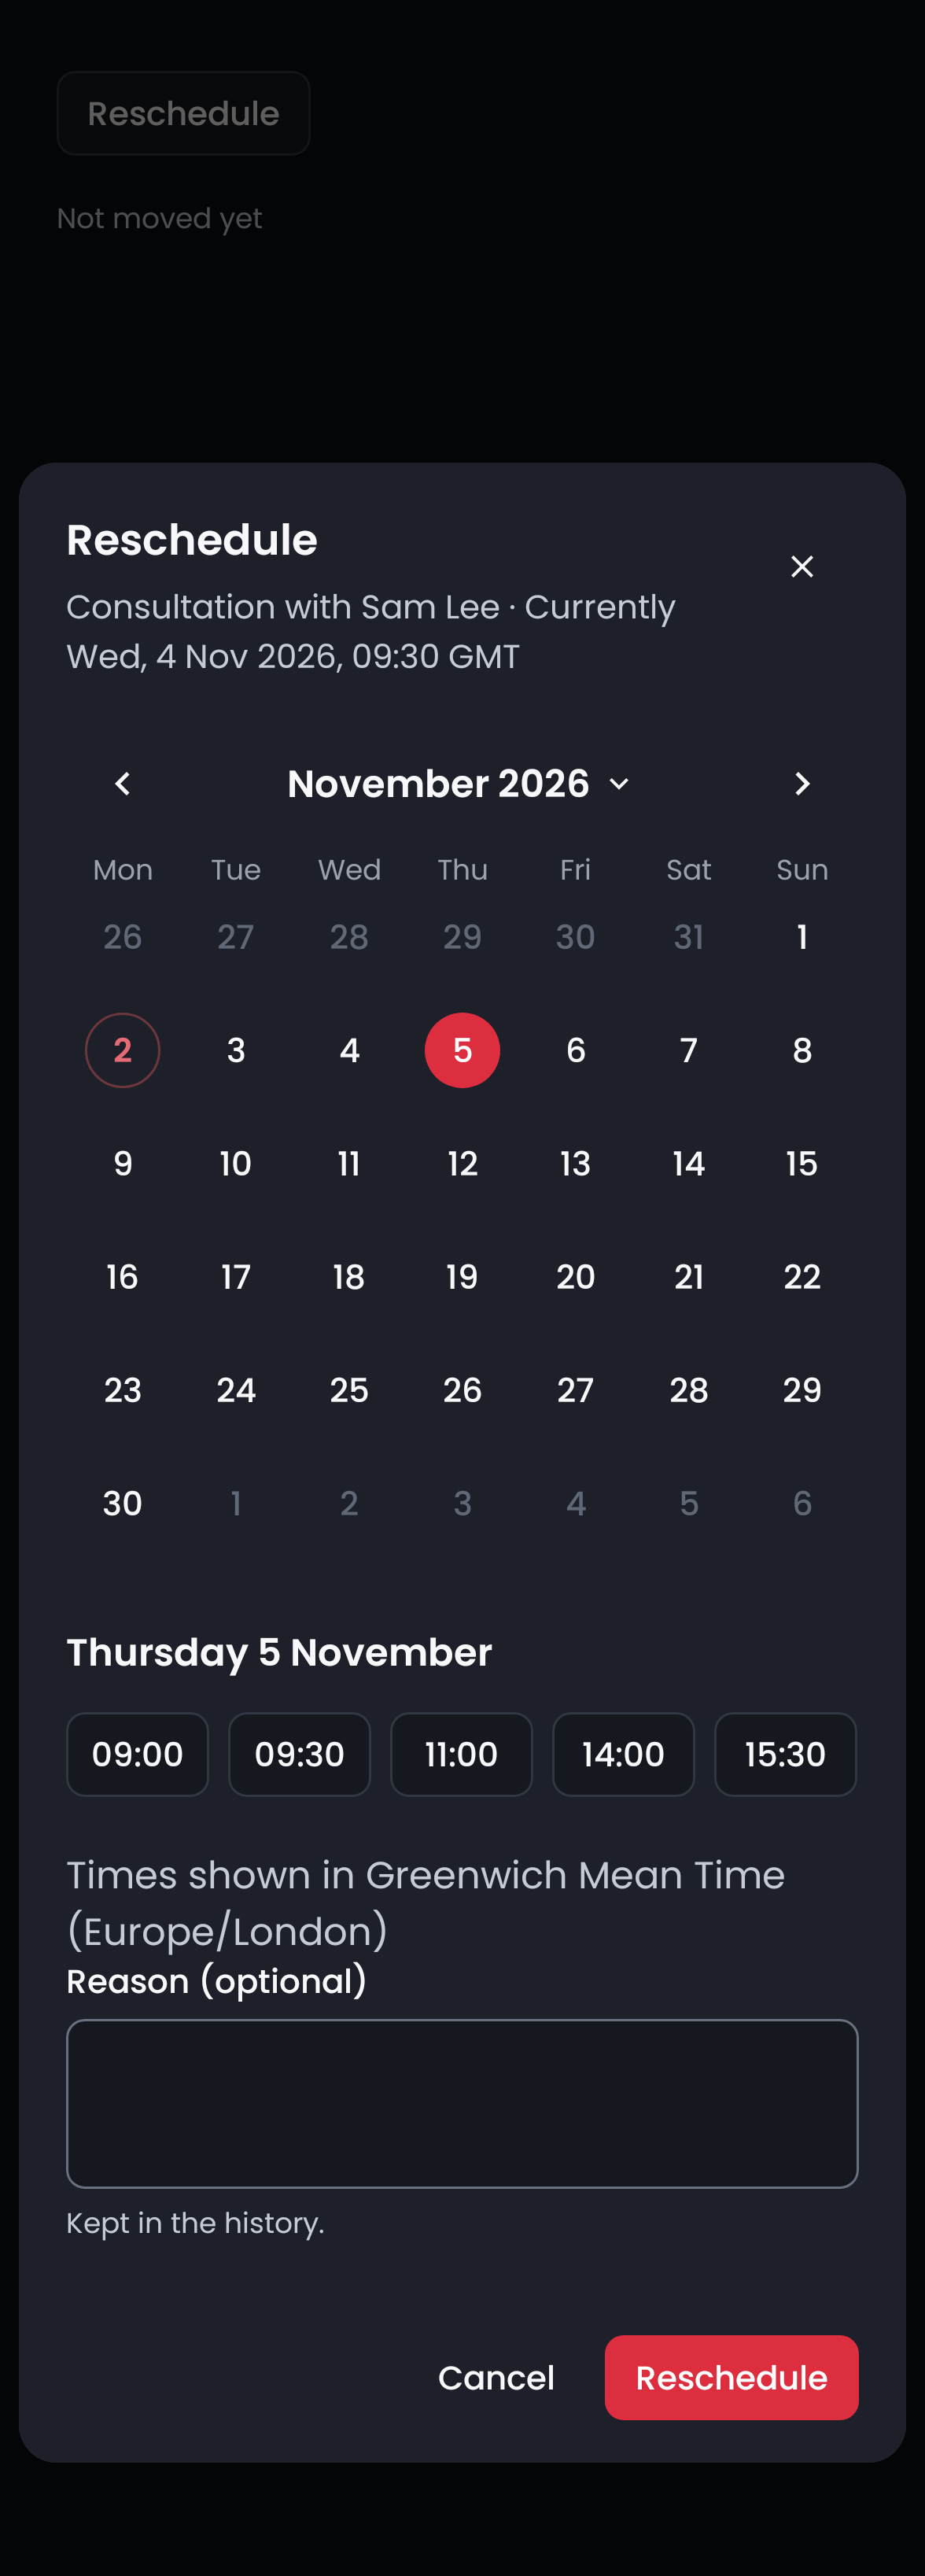 Reschedule
Not moved yet
Reschedule
Consultation with Sam Lee · Currently
Wed, 4 Nov 2026, 09:30 GMT
November 2026
Mon Tue Wed Thu Fri Sat Sun
26 27 28 29 30 31 1
2 3 4 5 6 7 8
9 10 11 12 13 14 15
16 17 18 19 20 21 22
23 24 25 26 27 28 29
30 1 2 3 4 5 6
Thursday 5 November
09:00 09:30 11:00 14:00 15:30
Times shown in Greenwich Mean Time
(Europe/London)
Reason (optional)
Kept in the history.
Cancel Reschedule